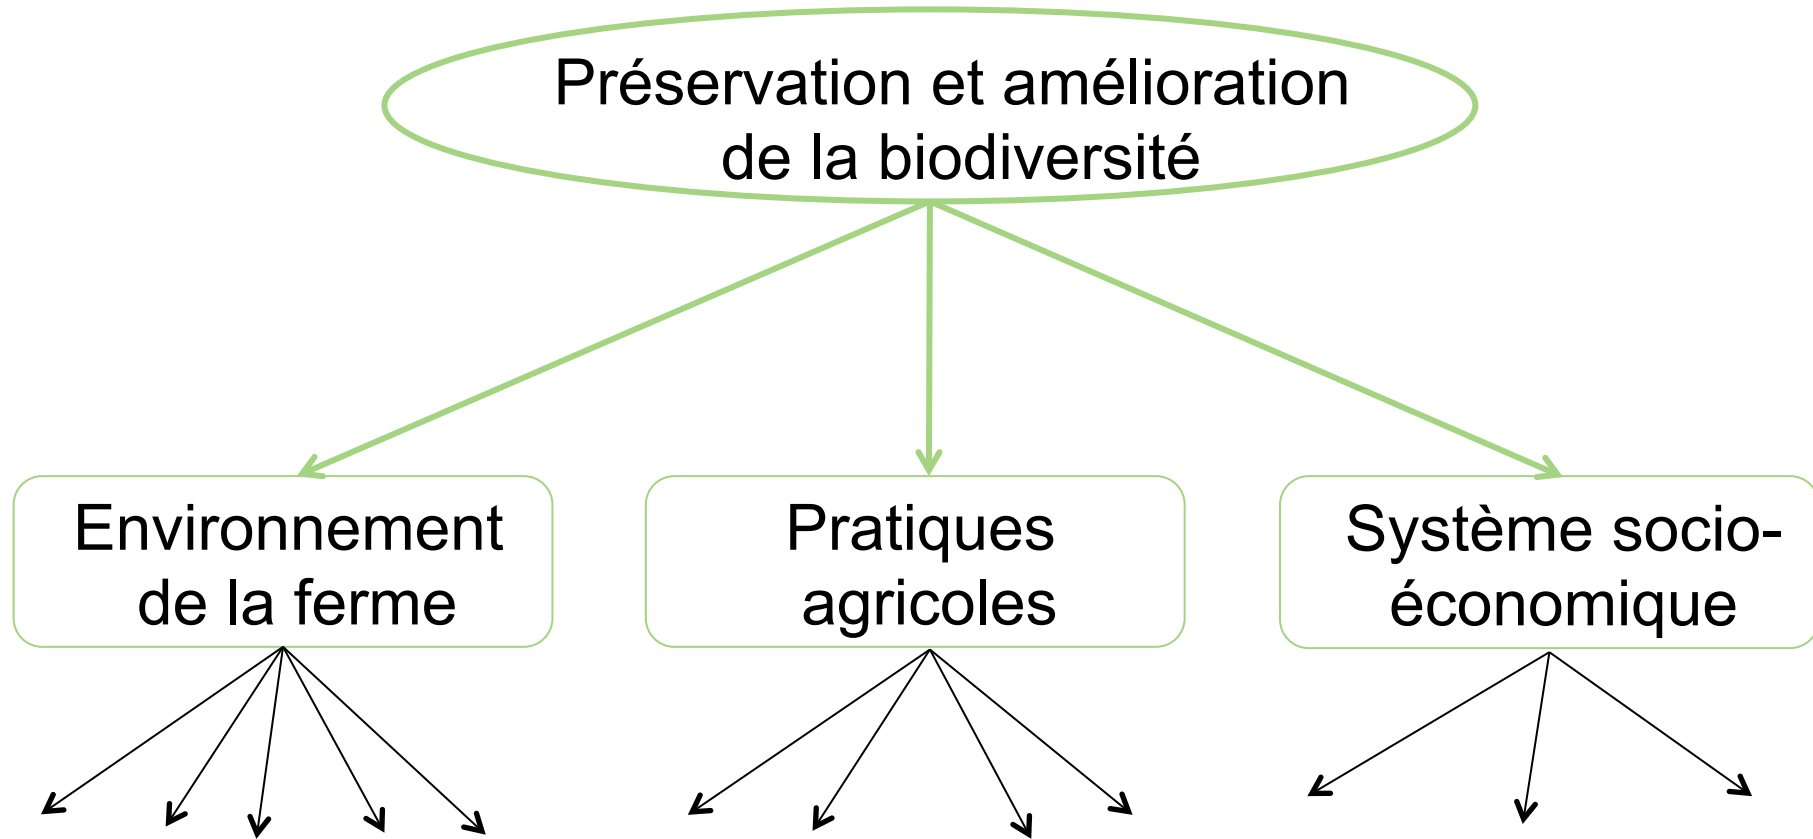 Préservation et amélioration
de la biodiversité
Environnement
de la ferme
Pratiques
agricoles
Système socio-
économique